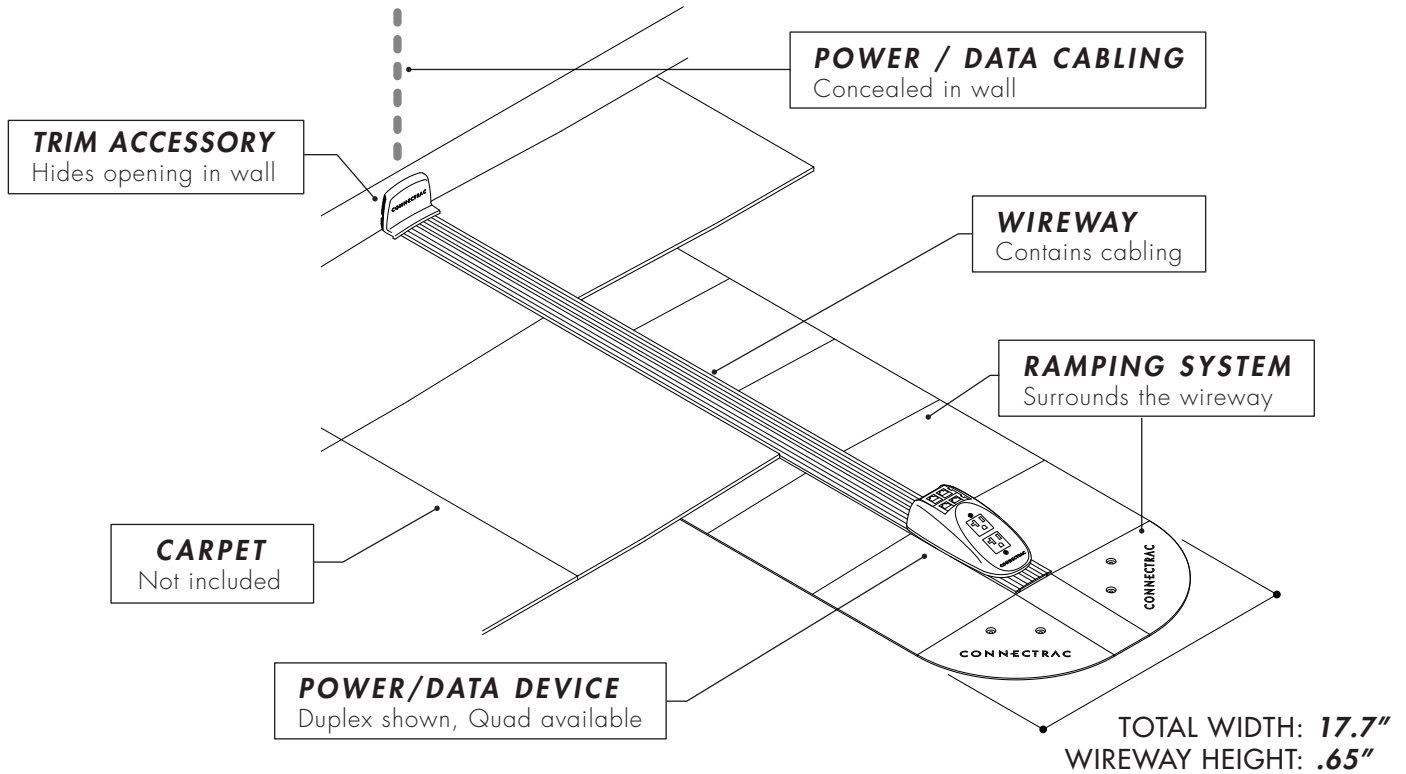 POWER / DATA CABLING
Concealed in wall
TRIM ACCESSORY
Hides opening in wall
CONNECTRAC
WIREWAY
Contains cabling
RAMPING SYSTEM
Surrounds the wireway
CARPET
Not included
CONNECTRAC
CONNECTRAC
CONNECTRAC
POWER/DATA DEVICE
Duplex shown, Quad available
TOTAL WIDTH: 17.7"
WIREWAY HEIGHT: .65"